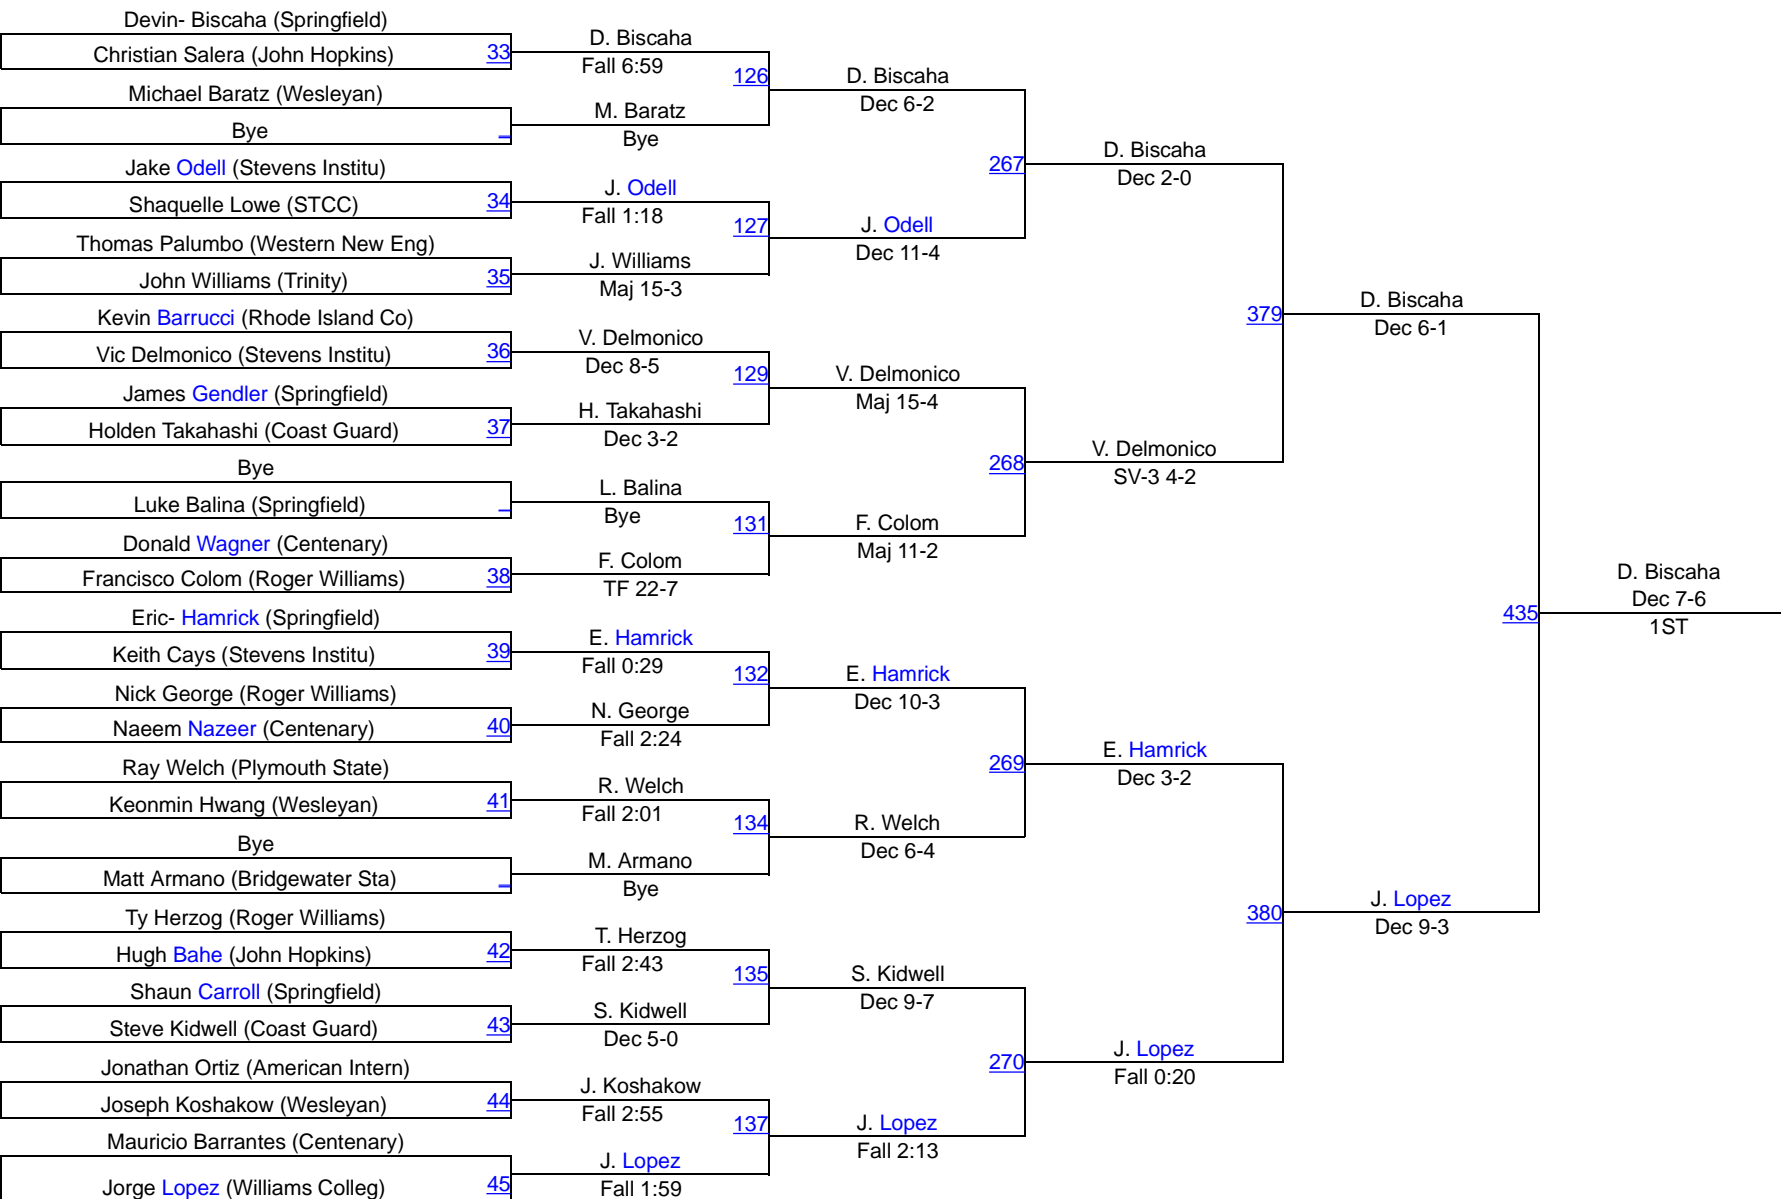 Devin- Biscaha (Springfield)
Christian Salera (John Hopkins)
33
Michael Baratz (Wesleyan)
Bye
Jake Odell (Stevens Institu)
Shaquelle Lowe (STCC)
34
Thomas Palumbo (Western New Eng)
John Williams (Trinity)
35
Kevin Barrucci (Rhode Island Co)
Vic Delmonico (Stevens Institu)
36
James Gendler (Springfield)
Holden Takahashi (Coast Guard)
37
Bye
Luke Balina (Springfield)
Donald Wagner (Centenary)
Francisco Colom (Roger Williams)
38
Eric- Hamrick (Springfield)
Keith Cays (Stevens Institu)
39
Nick George (Roger Williams)
Naeem Nazeer (Centenary)
40
Ray Welch (Plymouth State)
Keonmin Hwang (Wesleyan)
41
Bye
Matt Armano (Bridgewater Sta)
Ty Herzog (Roger Williams)
Hugh Bahe (John Hopkins)
42
Shaun Carroll (Springfield)
Steve Kidwell (Coast Guard)
43
Jonathan Ortiz (American Intern)
Joseph Koshakow (Wesleyan)
44
Mauricio Barrantes (Centenary)
Jorge Lopez (Williams Colleg)
45
D. Biscaha
Fall 6:59
126
M. Baratz
Bye
J. Odell
Fall 1:18
127
J. Williams
Maj 15-3
V. Delmonico
Dec 8-5
129
H. Takahashi
Dec 3-2
L. Balina
Bye
131
F. Colom
TF 22-7
E. Hamrick
Fall 0:29
132
N. George
Fall 2:24
R. Welch
Fall 2:01
134
M. Armano
Bye
T. Herzog
Fall 2:43
135
S. Kidwell
Dec 5-0
J. Koshakow
Fall 2:55
137
J. Lopez
Fall 1:59
D. Biscaha
Dec 6-2
267
J. Odell
Dec 11-4
V. Delmonico
Maj 15-4
268
F. Colom
Maj 11-2
E. Hamrick
Dec 10-3
269
R. Welch
Dec 6-4
S. Kidwell
Dec 9-7
270
J. Lopez
Fall 2:13
D. Biscaha
Dec 2-0
379
V. Delmonico
SV-3 4-2
E. Hamrick
Dec 3-2
380
J. Lopez
Fall 0:20
D. Biscaha
Dec 6-1
435
J. Lopez
Dec 9-3
D. Biscaha
Dec 7-6
1ST